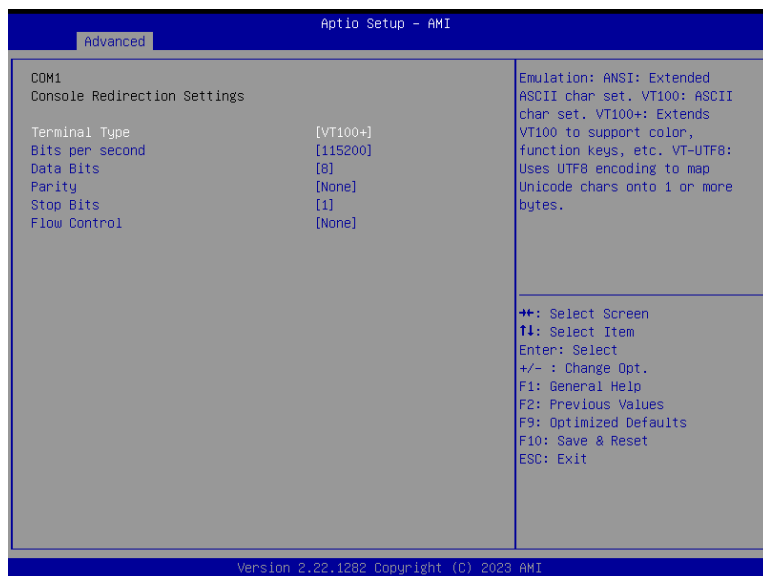 Aptio Setup – AMI
Advanced
COM1
Console Redirection Settings
Terminal Type [VT100+]
Bits per second [115200]
Data Bits [8]
Parity [None]
Stop Bits [1]
Flow Control [None]
Emulation: ANSI: Extended
ASCII char set. VT100: ASCII
char set. VT100+: Extends
VT100 to support color,
function keys, etc. VT-UTF8:
Uses UTF8 encoding to map
Unicode chars onto 1 or more
bytes.
→←: Select Screen
↑↓: Select Item
Enter: Select
+/- : Change Opt.
F1: General Help
F2: Previous Values
F9: Optimized Defaults
F10: Save & Reset
ESC: Exit
Version 2.22.1282 Copyright (C) 2023 AMI